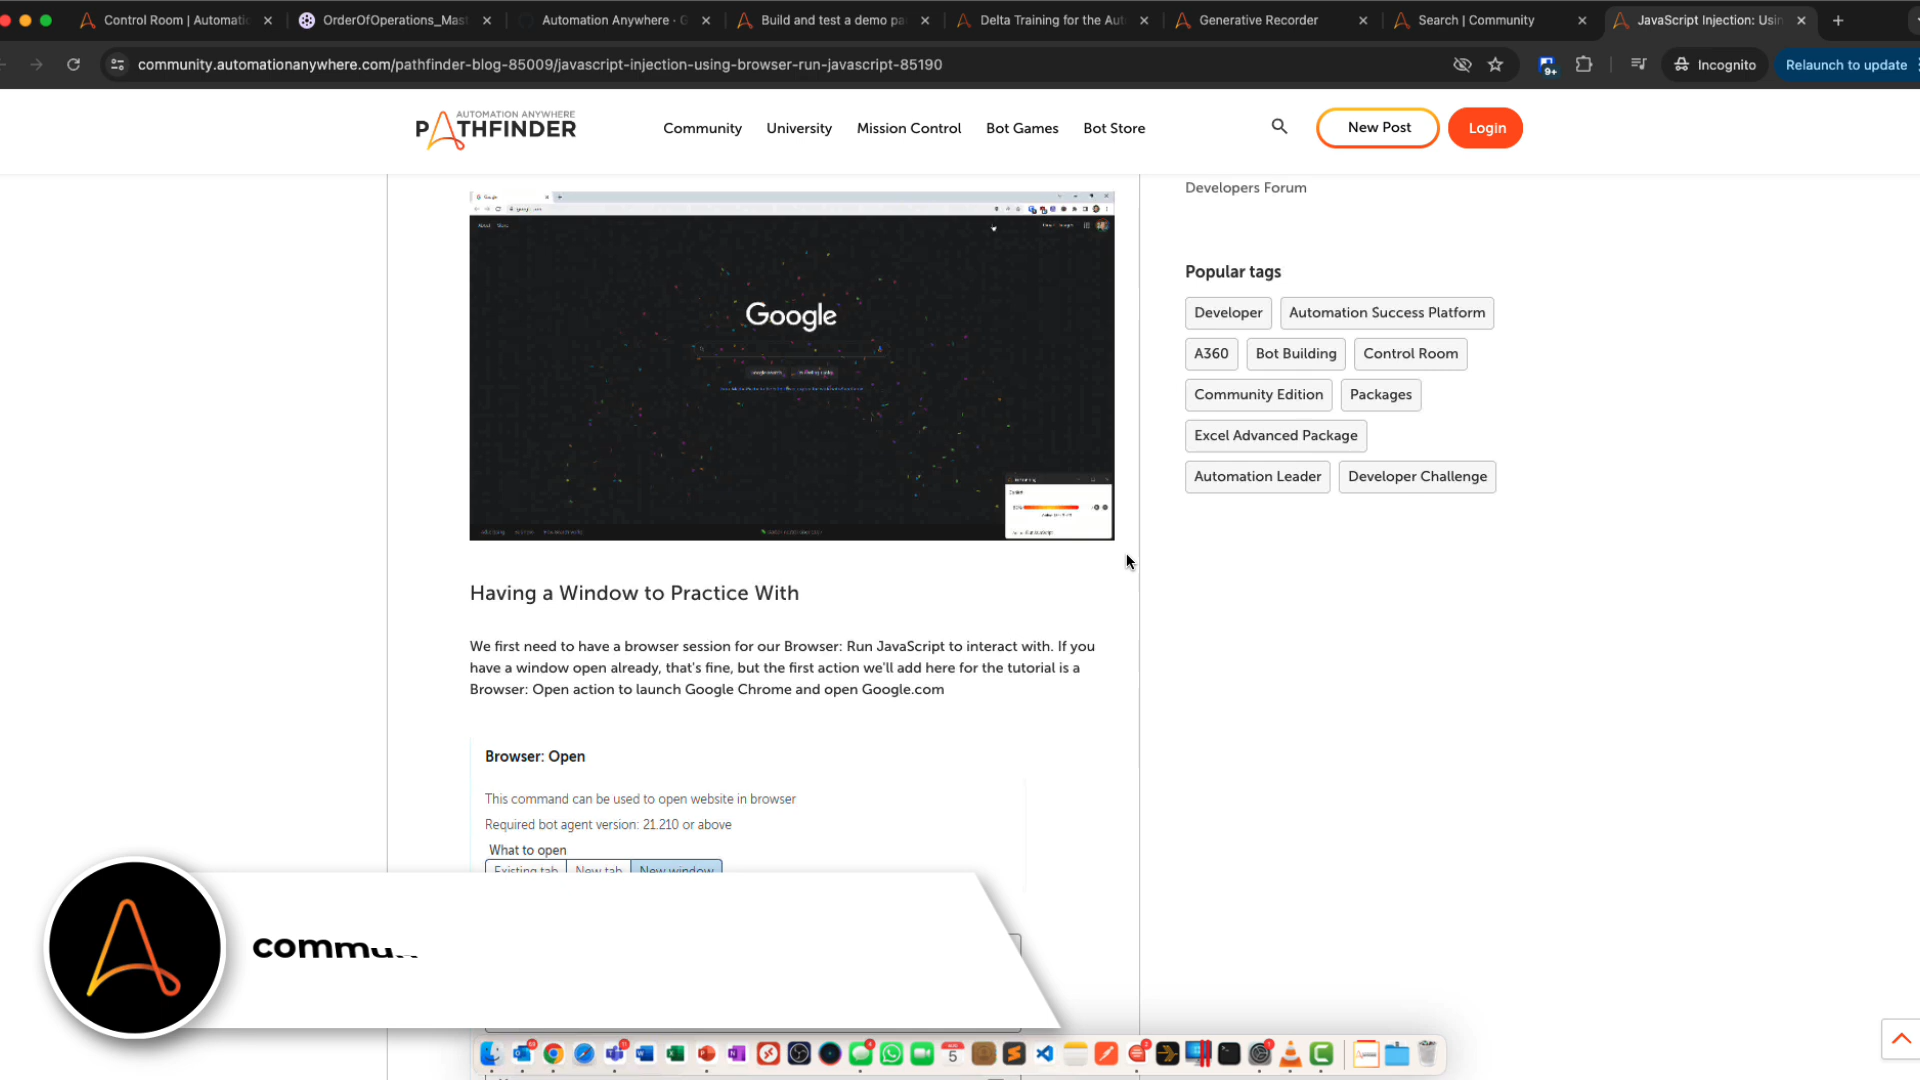 Control Room | Automatic
OrderOfOperations_Mast
Automation Anywhere · G
Build and test a demo pa
Delta Training for the Aut
Generative Recorder
Search | Community
JavaScript Injection: Usin
community.automationanywhere.com/pathfinder-blog-85009/javascript-injection-using-browser-run-javascript-85190
9+
Incognito
Relaunch to update
AUTOMATION ANYWHERE
PATHFINDER
Community
University
Mission Control
Bot Games
Bot Store
New Post
Login
Developers Forum
Google
Popular tags
Developer
Automation Success Platform
A360
Bot Building
Control Room
Community Edition
Packages
Excel Advanced Package
Automation Leader
Developer Challenge
Having a Window to Practice With
We first need to have a browser session for our Browser: Run JavaScript to interact with. If you
have a window open already, that's fine, but the first action we'll add here for the tutorial is a
Browser: Open action to launch Google Chrome and open Google.com
Browser: Open
This command can be used to open website in browser
Required bot agent version: 21.210 or above
What to open
Existing tab
New tab
New window
commu
5